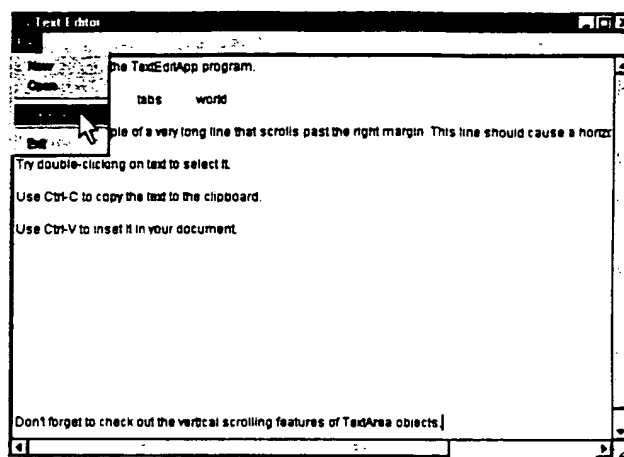 Text Editor
New
the TextEditApp program.
Open
tabs world
ple of a very long line that scrolls past the right margin. This line should cause a horizo
Exit
Try double-clicking on text to select it.
Use Ctrl-C to copy the text to the clipboard.
Use Ctrl-V to inset it in your document.
Don't forget to check out the vertical scrolling features of TextArea objects.